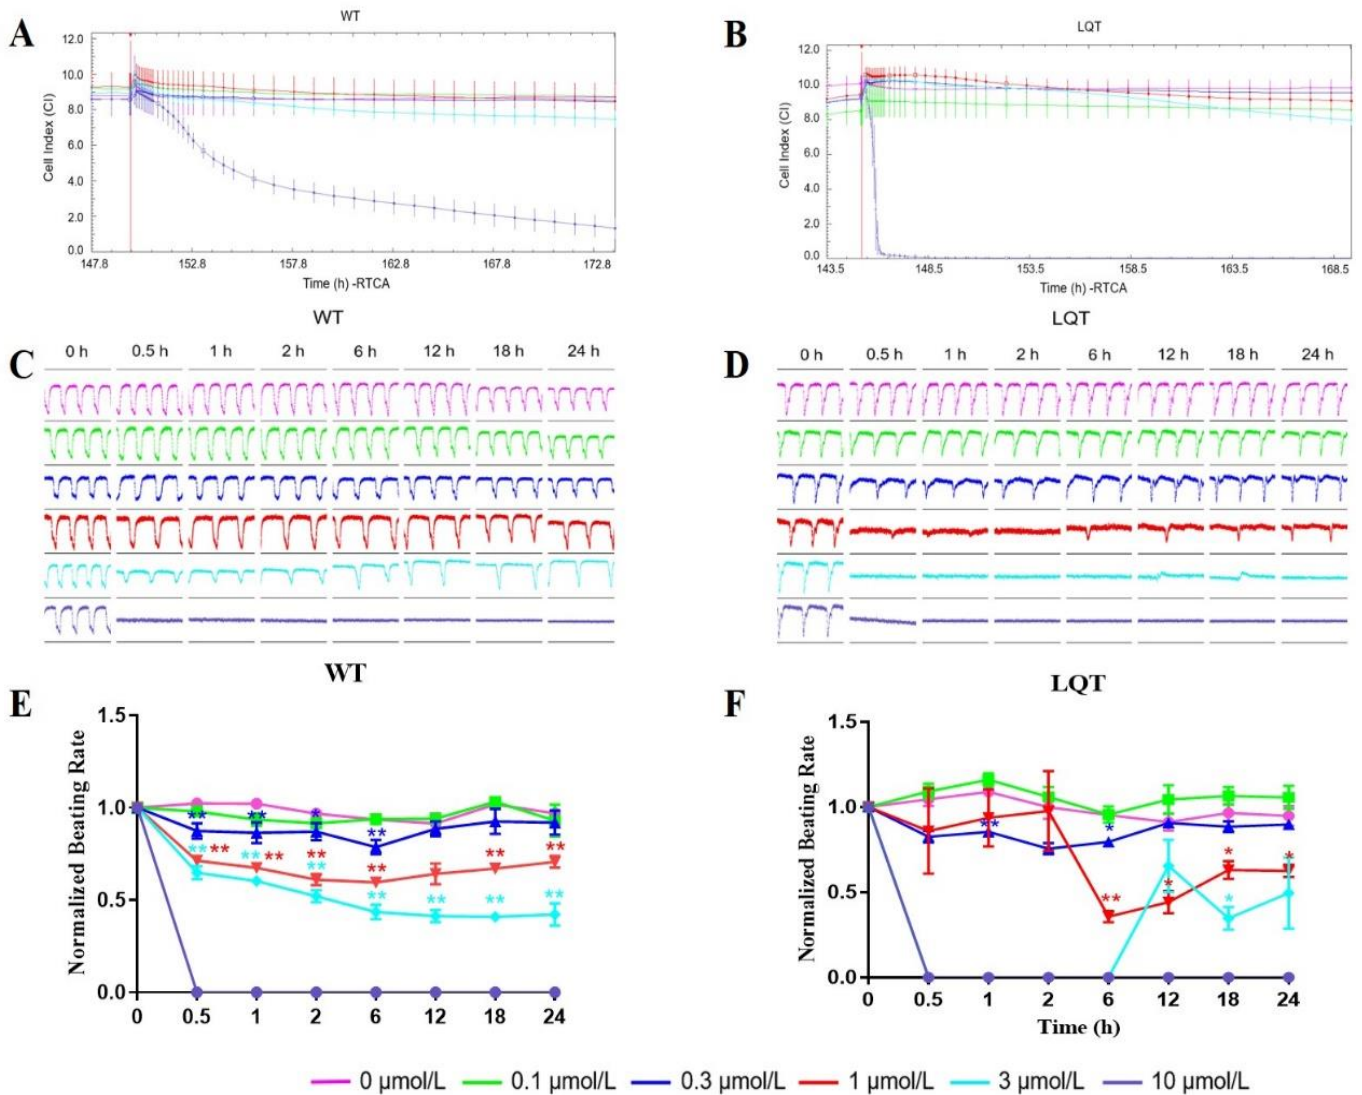 A
WT
12.0
10.0
8.0
6.0
4.0
2.0
0.0
Cell Index (CI)
147.8 152.8 157.8 162.8 167.8 172.8
Time (h) -RTCA
B
LQT
12.0
10.0
8.0
6.0
4.0
2.0
0.0
Cell Index (CI)
143.5 148.5 153.5 158.5 163.5 168.5
Time (h) -RTCA
C
WT
0 h 0.5 h 1 h 2 h 6 h 12 h 18 h 24 h
D
LQT
0 h 0.5 h 1 h 2 h 6 h 12 h 18 h 24 h
E
WT
1.5
1.0
0.5
0.0
Normalized Beating Rate
** ** * **
** ** ** ** **
** ** ** ** ** ** **
0 0.5 1 2 6 12 18 24
F
LQT
1.5
1.0
0.5
0.0
Normalized Beating Rate
** *
** * * *
*
0 0.5 1 2 6 12 18 24
Time (h)
0 µmol/L 0.1 µmol/L 0.3 µmol/L 1 µmol/L 3 µmol/L 10 µmol/L